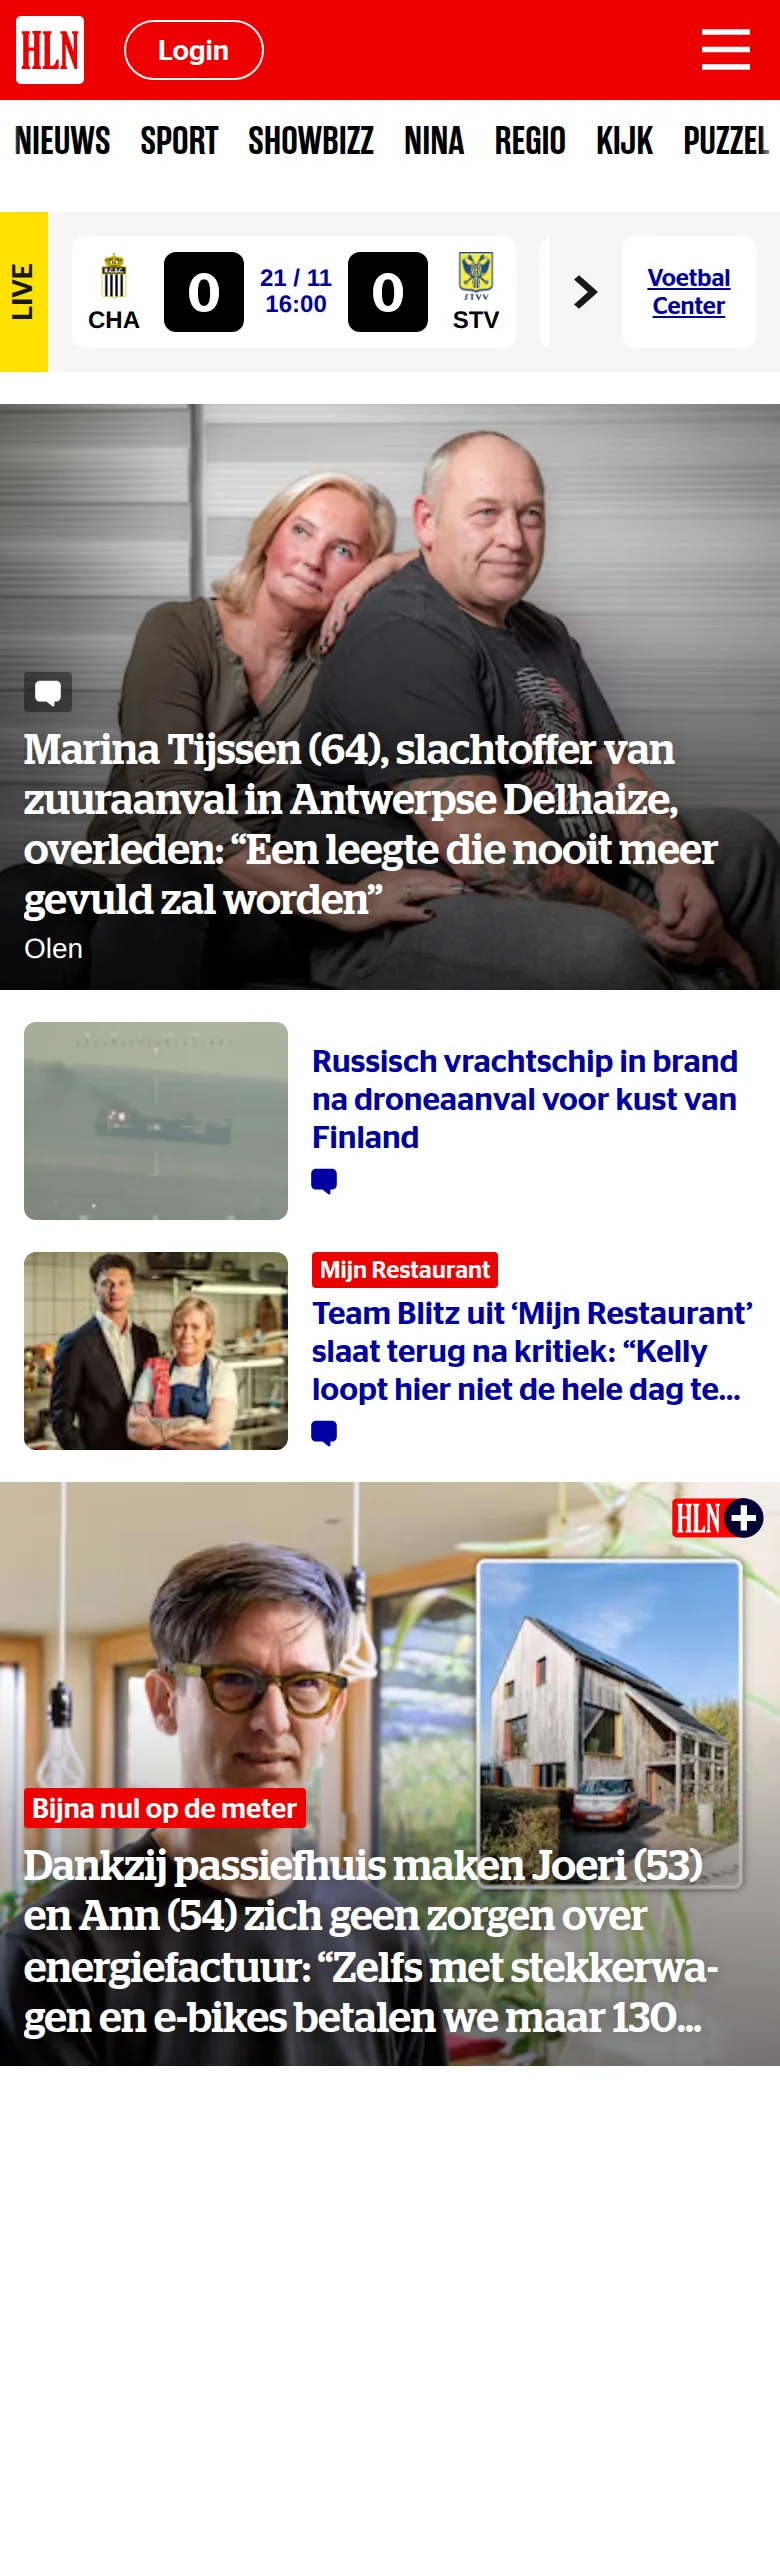 HLN
Login
NIEUWS SPORT SHOWBIZZ NINA REGIO KIJK PUZZEL
LIVE
CHA
0
21 / 11
16:00
0
STVV
STV
Voetbal
Center
Marina Tijssen (64), slachtoffer van
zuuraanval in Antwerpse Delhaize,
overleden: “Een leegte die nooit meer
gevuld zal worden”
Olen
Russisch vrachtschip in brand
na droneaanval voor kust van
Finland
Mijn Restaurant
Team Blitz uit ‘Mijn Restaurant’
slaat terug na kritiek: “Kelly
loopt hier niet de hele dag te...
HLN+
Bijna nul op de meter
Dankzij passiefhuis maken Joeri (53)
en Ann (54) zich geen zorgen over
energiefactuur: “Zelfs met stekkerwa-
gen en e-bikes betalen we maar 130...